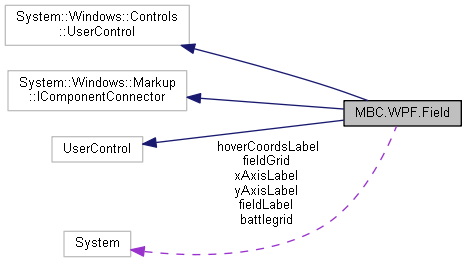 System::Windows::Controls
::UserControl
System::Windows::Markup
::IComponentConnector
MBC.WPF.Field
UserControl
hoverCoordsLabel
fieldGrid
xAxisLabel
yAxisLabel
fieldLabel
battlegrid
System